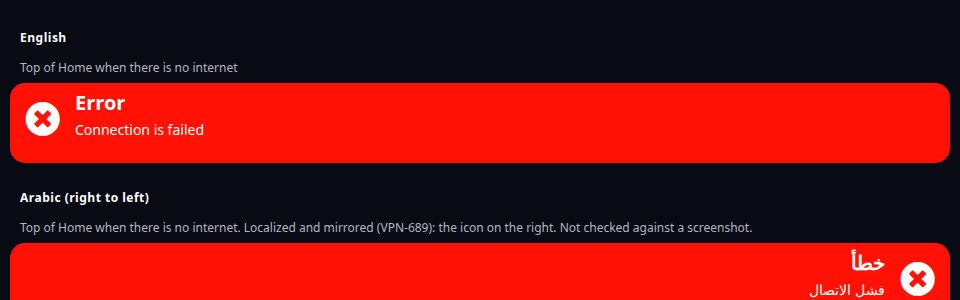 English
Top of Home when there is no internet
Error
Connection is failed
Arabic (right to left)
Top of Home when there is no internet. Localized and mirrored (VPN-689): the icon on the right. Not checked against a screenshot.
خطأ
فشل الاتصال